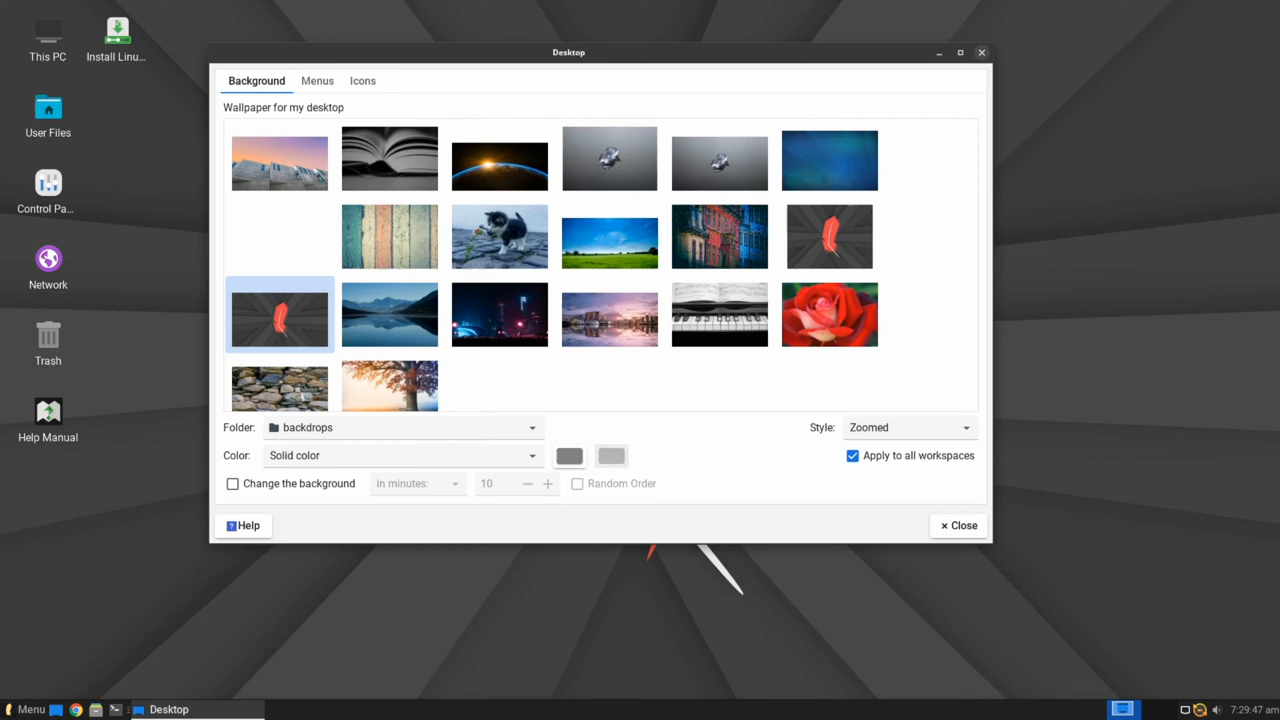 Desktop
This PC
Install Linu...
User Files
Control Pa...
Network
Trash
Help Manual
Background
Menus
Icons
Wallpaper for my desktop
Folder:
backdrops
Style:
Zoomed
Color:
Solid color
Apply to all workspaces
Change the background
in minutes:
10
Random Order
? Help
Close
Menu
Desktop
7:29:47 am